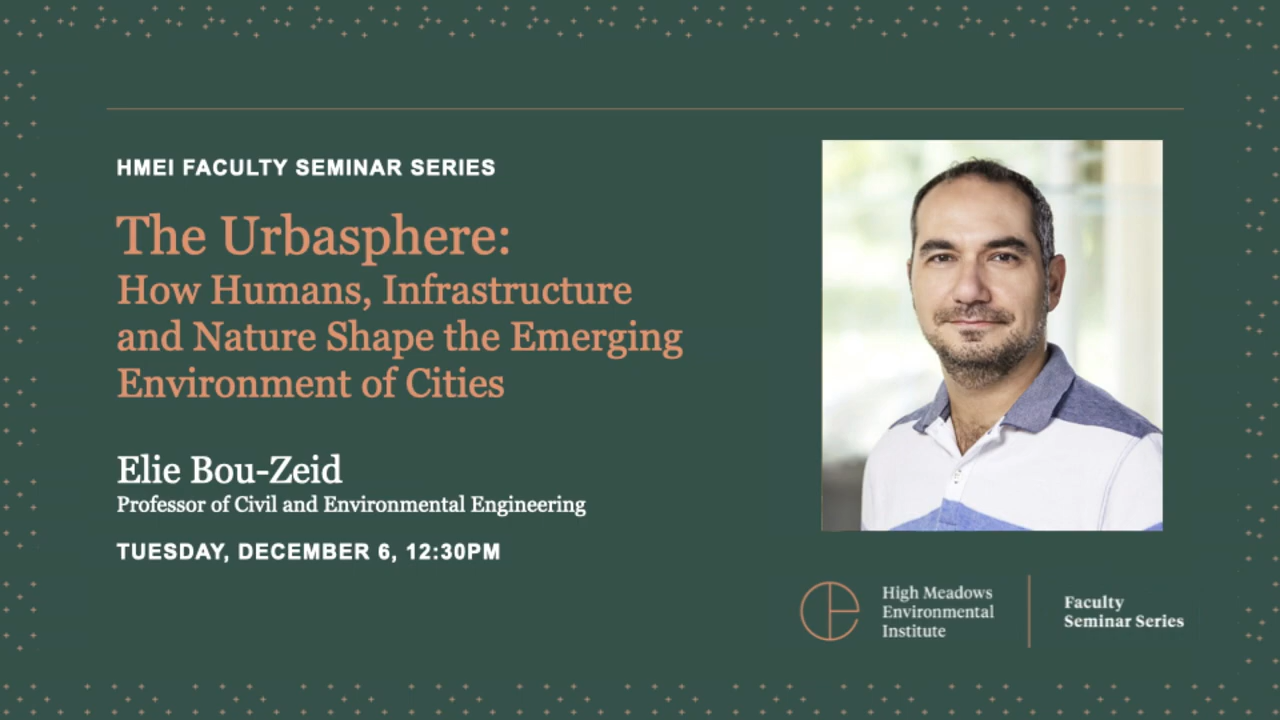 HMEI FACULTY SEMINAR SERIES
The Urbasphere:
How Humans, Infrastructure
and Nature Shape the Emerging
Environment of Cities
Elie Bou-Zeid
Professor of Civil and Environmental Engineering
TUESDAY, DECEMBER 6, 12:30PM
High Meadows
Environmental
Institute
Faculty
Seminar Series